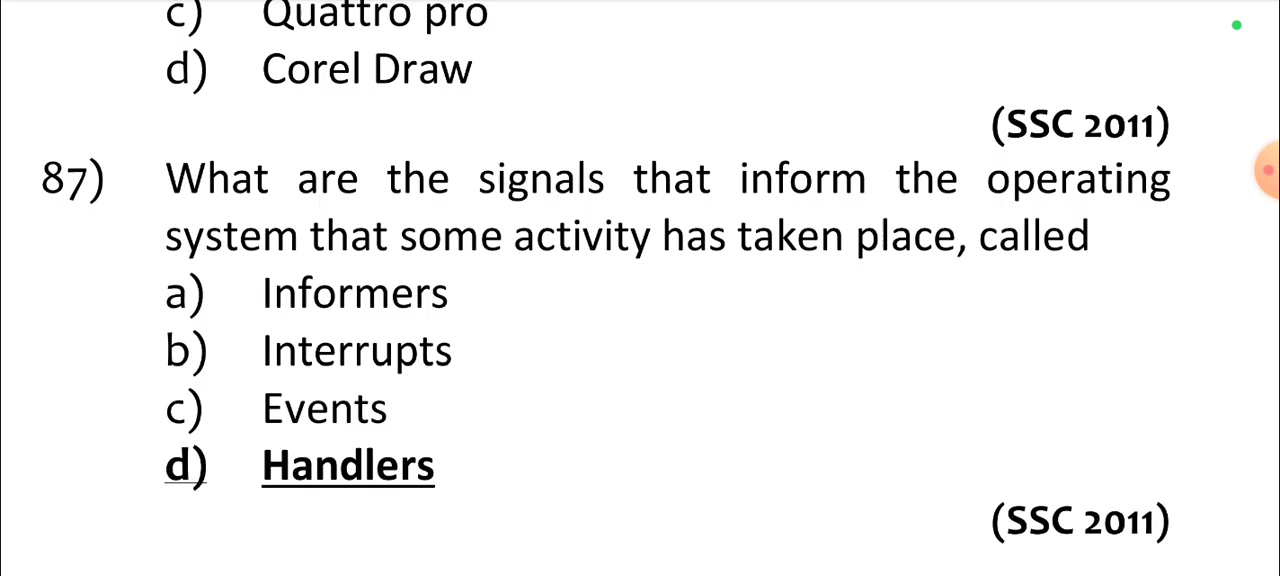 c) Quattro pro
d) Corel Draw
(SSC 2011)
87) What are the signals that inform the operating
system that some activity has taken place, called
a) Informers
b) Interrupts
c) Events
d) Handlers
(SSC 2011)